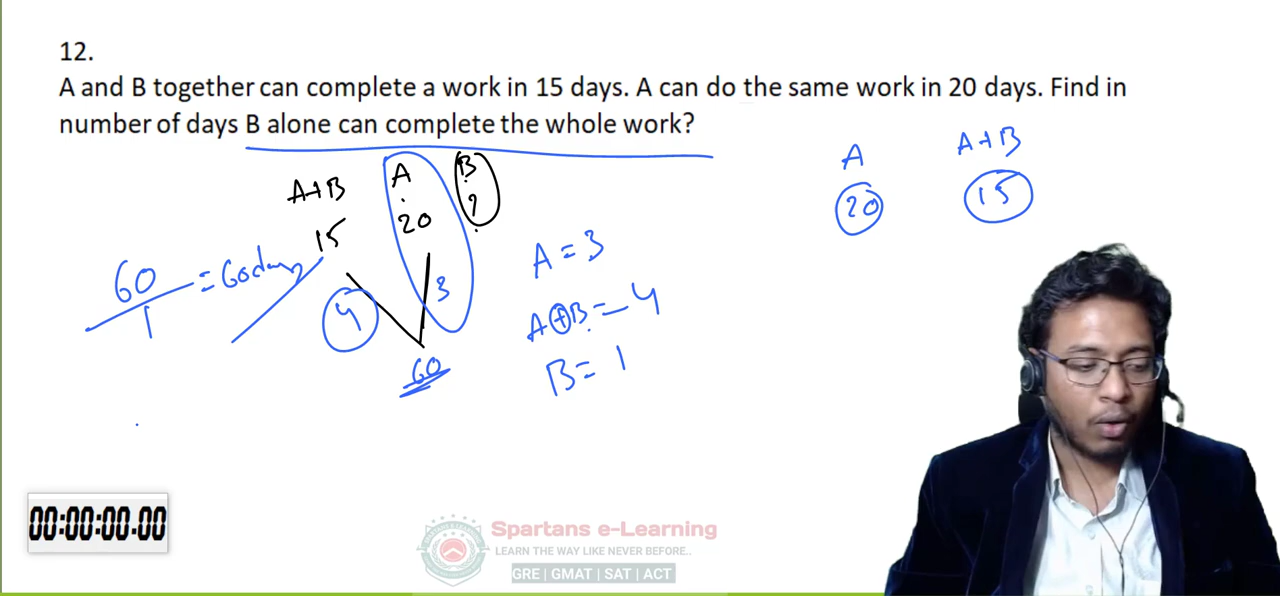 12.
A and B together can complete a work in 15 days. A can do the same work in 20 days. Find in
number of days B alone can complete the whole work?
A+B A B
15 20 ?
A A+B
20 15
60/1 = 60days
4 3
60
A = 3
A+B = 4
B = 1
00:00:00.00
Spartans e-Learning
LEARN THE WAY LIKE NEVER BEFORE..
GRE | GMAT | SAT | ACT